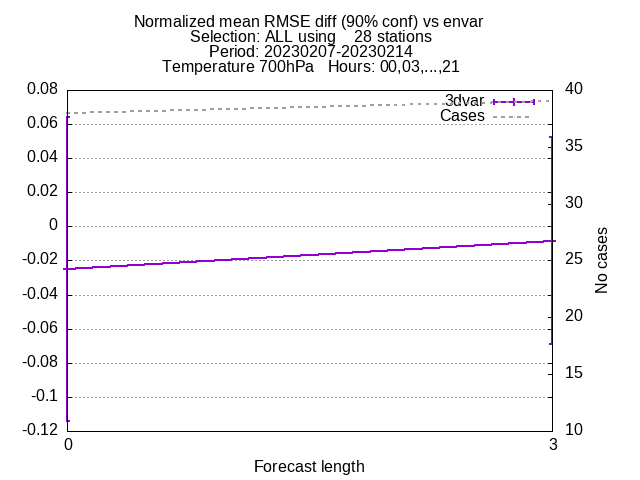 Normalized mean RMSE diff (90% conf) vs envar
Selection: ALL using    28 stations
Period: 20230207-20230214
Temperature 700hPa   Hours: 00,03,...,21
3dvar
Cases
0.08
0.06
0.04
0.02
0
-0.02
-0.04
-0.06
-0.08
-0.1
-0.12
40
35
30
25
20
15
10
No cases
0
3
Forecast length